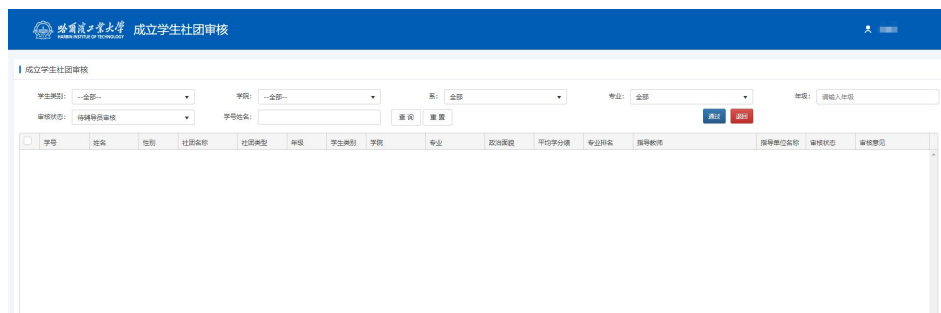 哈尔滨工业大学 HARBIN INSTITUTE OF TECHNOLOGY 成立学生社团审核
成立学生社团审核
学生类别: --全部-- 学院: --全部-- 系: 全部 专业: 全部 年级: 请输入年级
审核状态: 待辅导员审核 学号姓名: 查询 重置 通过 退回
学号 姓名 性别 社团名称 社团类型 年级 学生类别 学院 专业 政治面貌 平均学分绩 专业排名 指导教师 指导单位名称 审核状态 审核意见